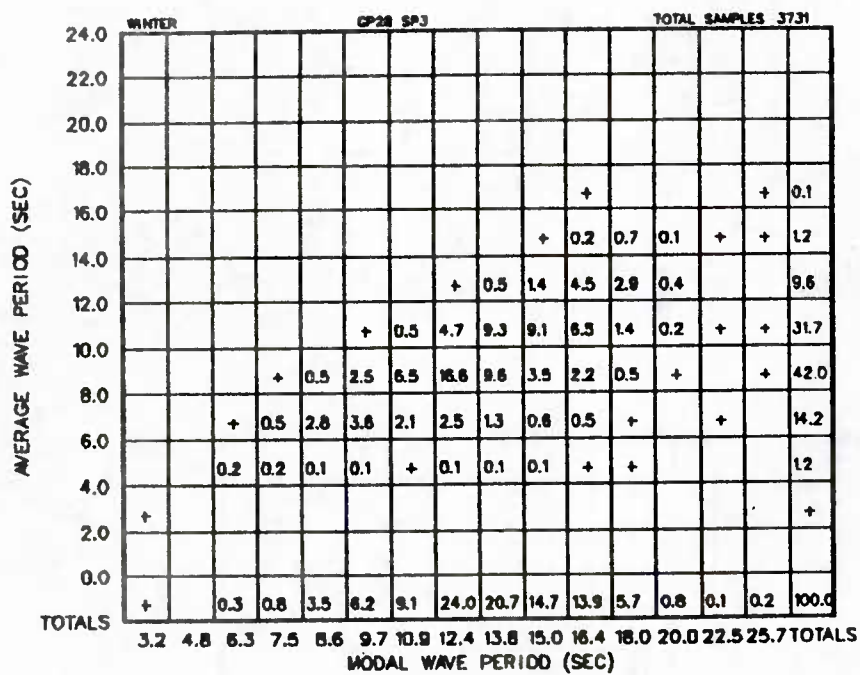 WINTER GP28 SP3 TOTAL SAMPLES 3731
24.0
22.0
20.0
18.0
+ + 0.1
16.0
+ 0.2 0.7 0.1 + + 1.2
14.0
+ 0.5 1.4 4.5 2.9 0.4 9.6
12.0
+ 0.5 4.7 9.3 9.1 6.5 1.4 0.2 + + 31.7
10.0
+ 0.5 2.5 6.5 16.6 9.6 3.5 2.2 0.5 + + 42.0
8.0
+ 0.5 2.8 3.6 2.1 2.5 1.3 0.6 0.5 + + 14.2
6.0
0.2 0.2 0.1 0.1 + 0.1 0.1 0.1 + + 1.2
4.0
+ +
2.0
0.0
+ 0.3 0.8 3.5 6.2 9.1 24.0 20.7 14.7 13.9 5.7 0.8 0.1 0.2 100.0
TOTALS
3.2 4.8 6.3 7.5 8.6 9.7 10.9 12.4 13.8 15.0 16.4 18.0 20.0 22.5 25.7 TOTALS
MODAL WAVE PERIOD (SEC)
AVERAGE WAVE PERIOD (SEC)